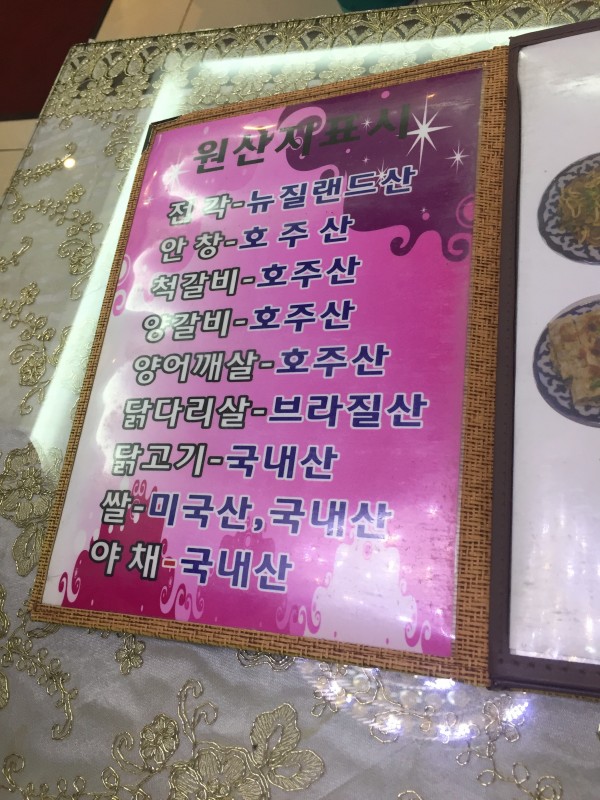 원산지표시
전 각-뉴질랜드산
안 창-호 주 산
척갈비-호주산
양갈비-호주산
양어깨살-호주산
닭다리살-브라질산
닭고기-국내산
쌀-미국산,국내산
야 채-국내산